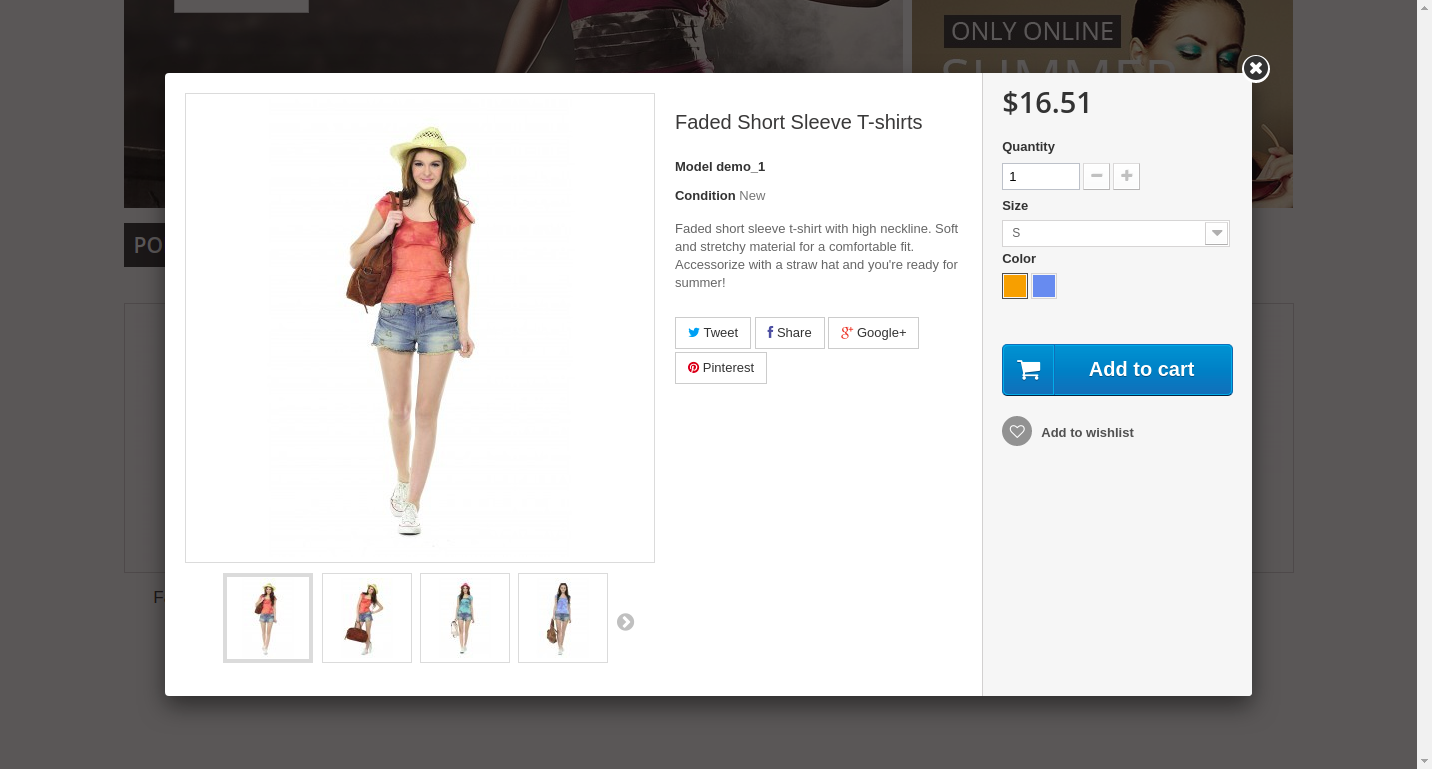 ONLY ONLINE
SUMMER
$16.51
Faded Short Sleeve T-shirts
Quantity
Model demo_1
1
Condition New
Size
S
Faded short sleeve t-shirt with high neckline. Soft
and stretchy material for a comfortable fit.
Accessorize with a straw hat and you're ready for
summer!
Color
Tweet
Share
Google+
Pinterest
Add to cart
Add to wishlist
PO
F